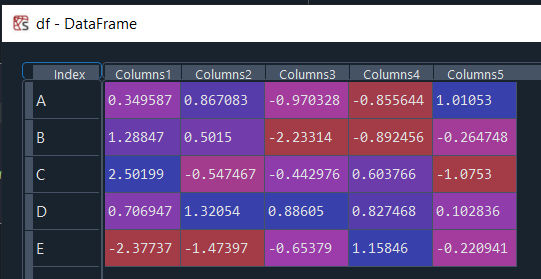 df - DataFrame
Index Columns1 Columns2 Columns3 Columns4 Columns5
A 0.349587 0.867083 -0.970328 -0.855644 1.01053
B 1.28847 0.5015 -2.23314 -0.892456 -0.264748
C 2.50199 -0.547467 -0.442976 0.603766 -1.0753
D 0.706947 1.32054 0.88605 0.827468 0.102836
E -2.37737 -1.47397 -0.65379 1.15846 -0.220941